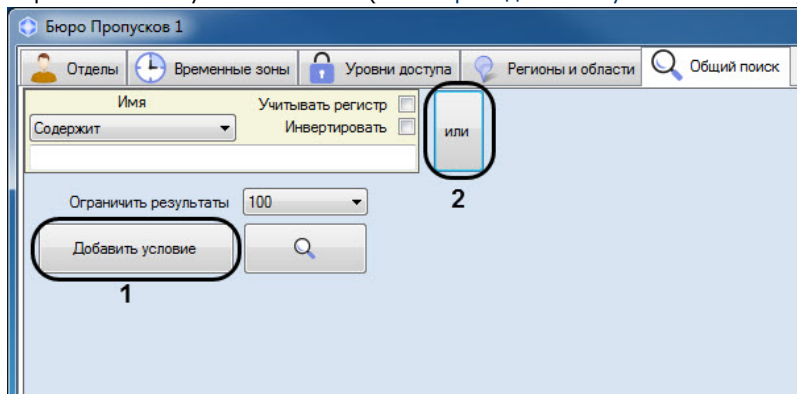 Бюро Пропусков 1
Отделы Временные зоны Уровни доступа Регионы и области Общий поиск
Имя Учитывать регистр
Содержит Инвертировать или
Ограничить результаты 100 2
Добавить условие
1